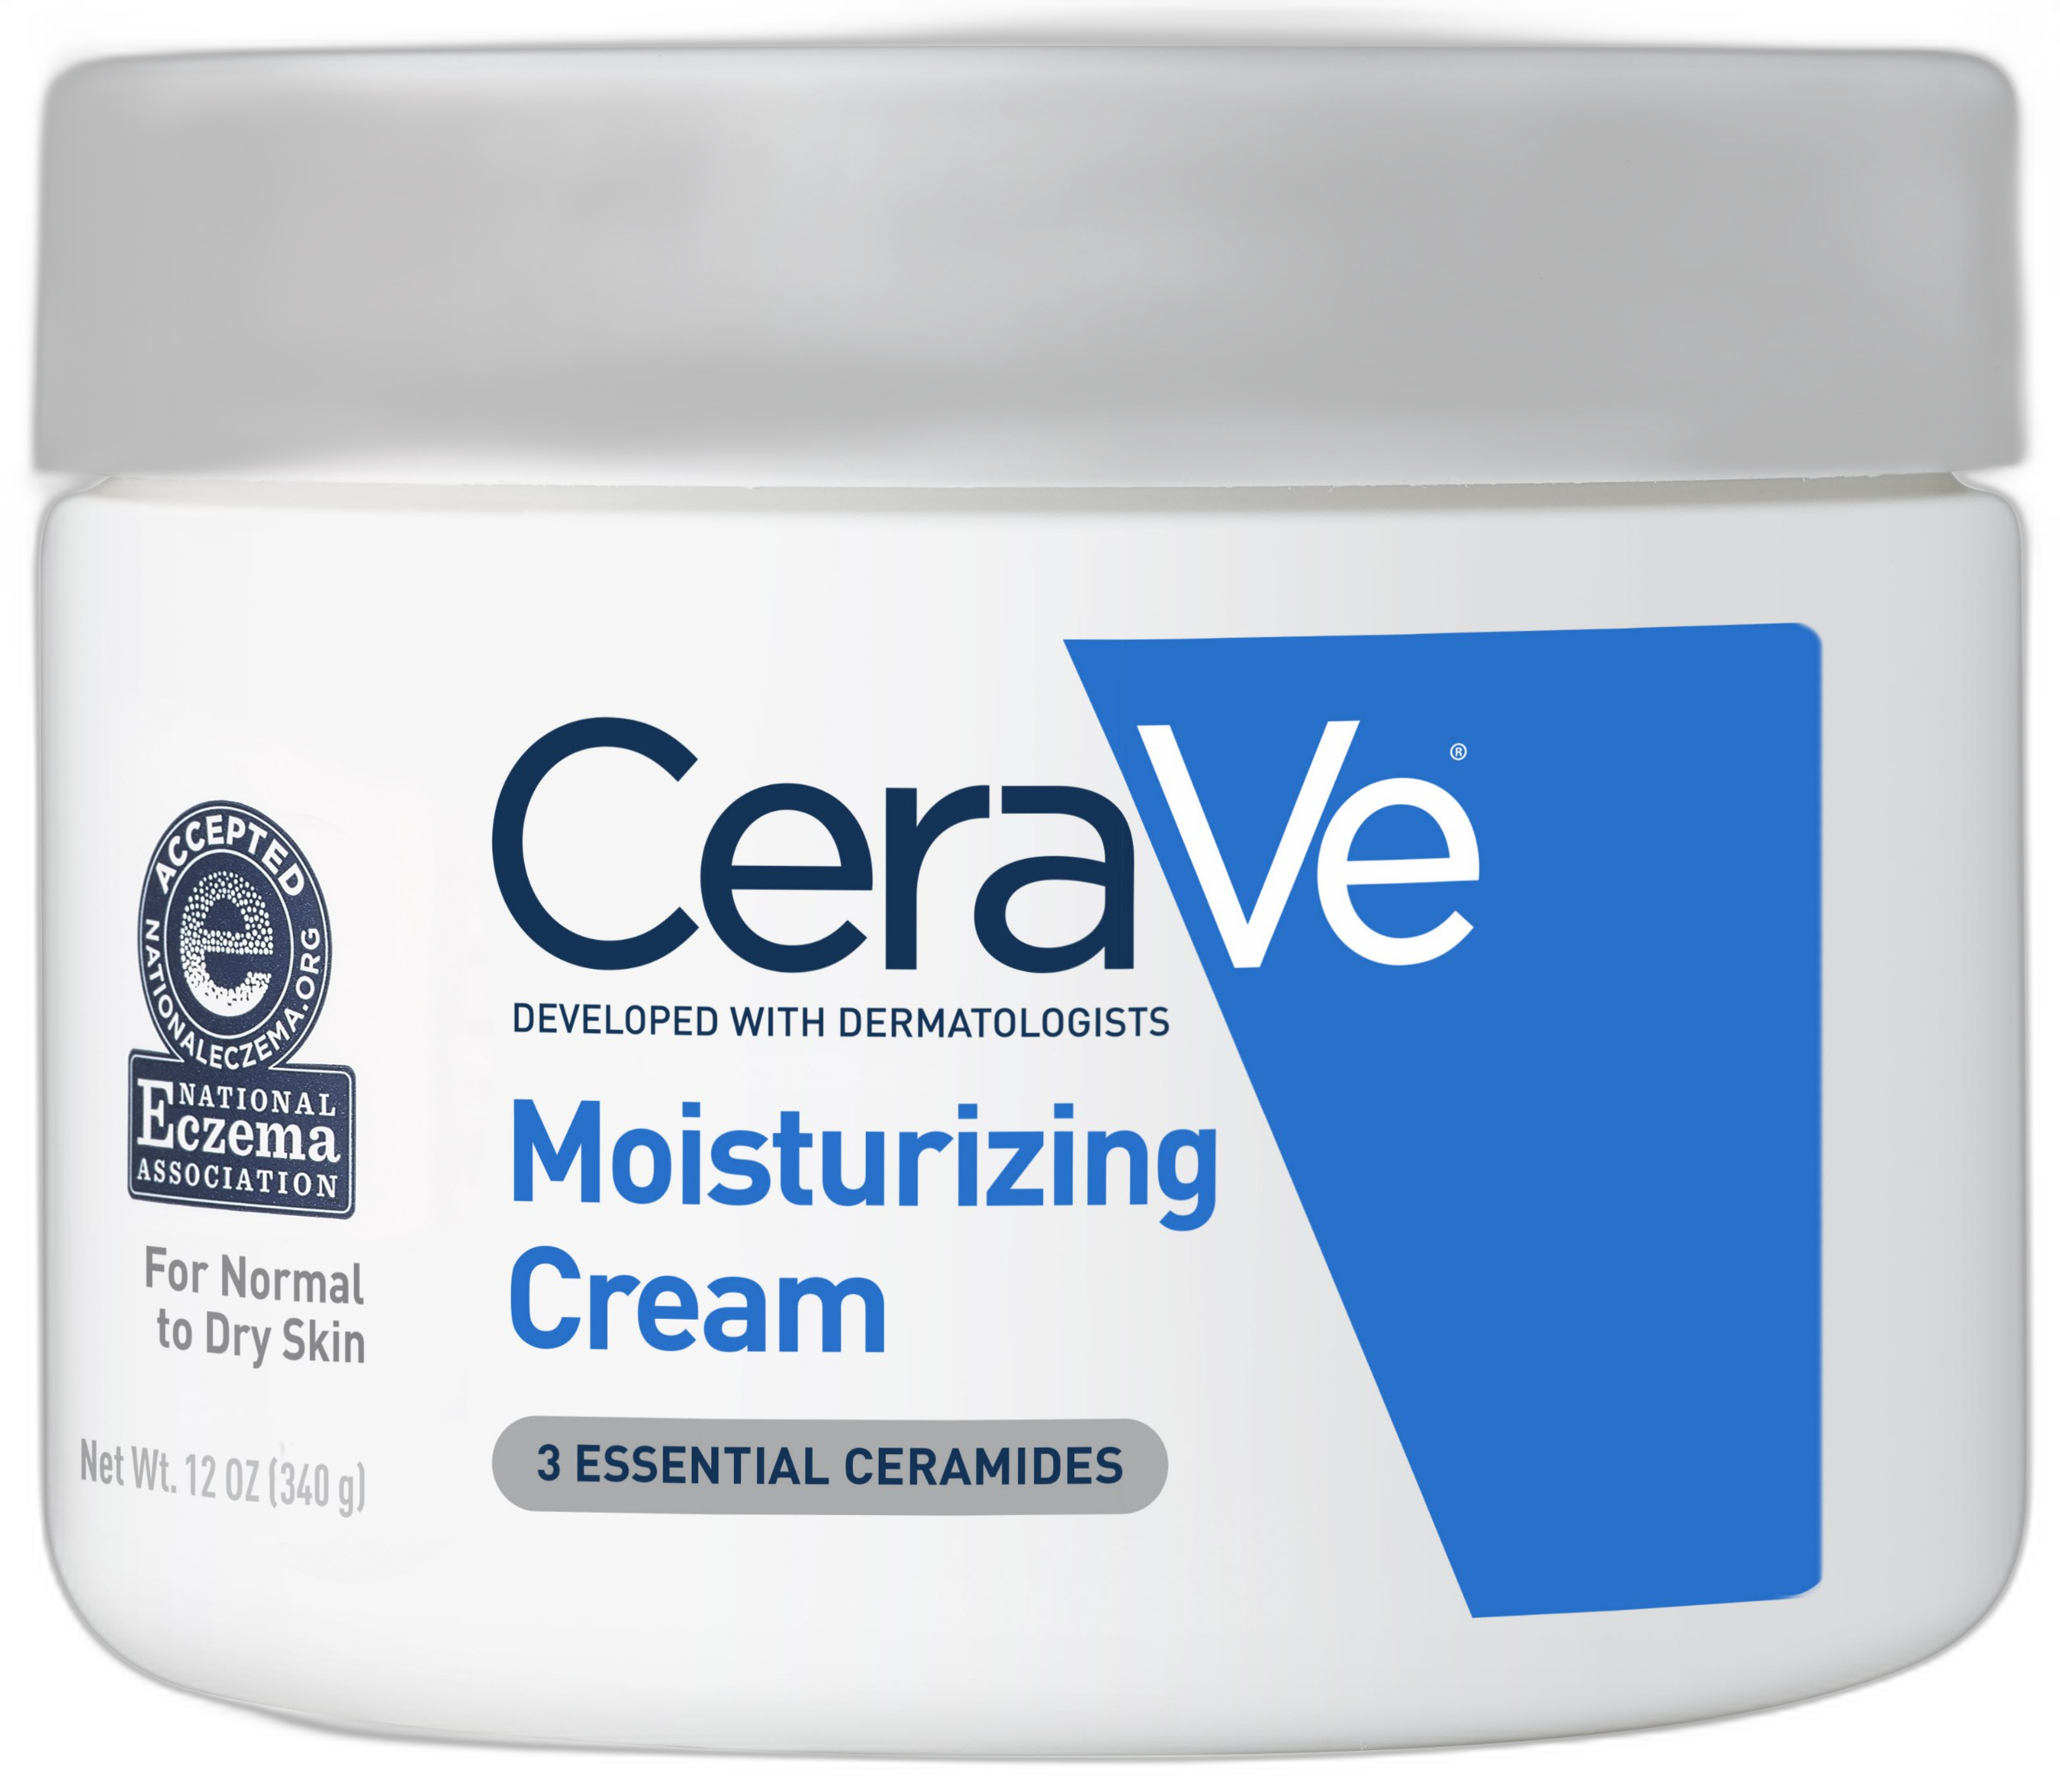 CeraVe®
DEVELOPED WITH DERMATOLOGISTS
Moisturizing
Cream
3 ESSENTIAL CERAMIDES
ACCEPTED
e
NATIONALECZEMA.ORG
NATIONAL
Eczema
ASSOCIATION
For Normal
to Dry Skin
Net Wt. 12 OZ (340 g)